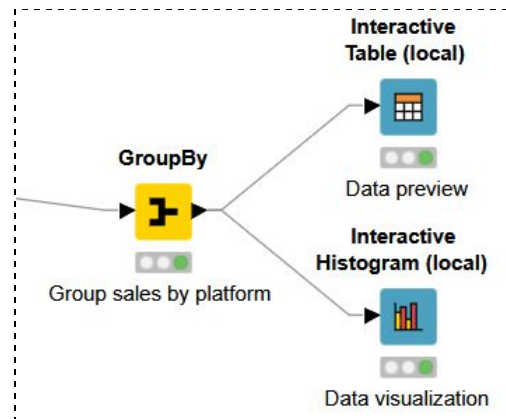 Interactive
Table (local)
Data preview
GroupBy
Group sales by platform
Interactive
Histogram (local)
Data visualization